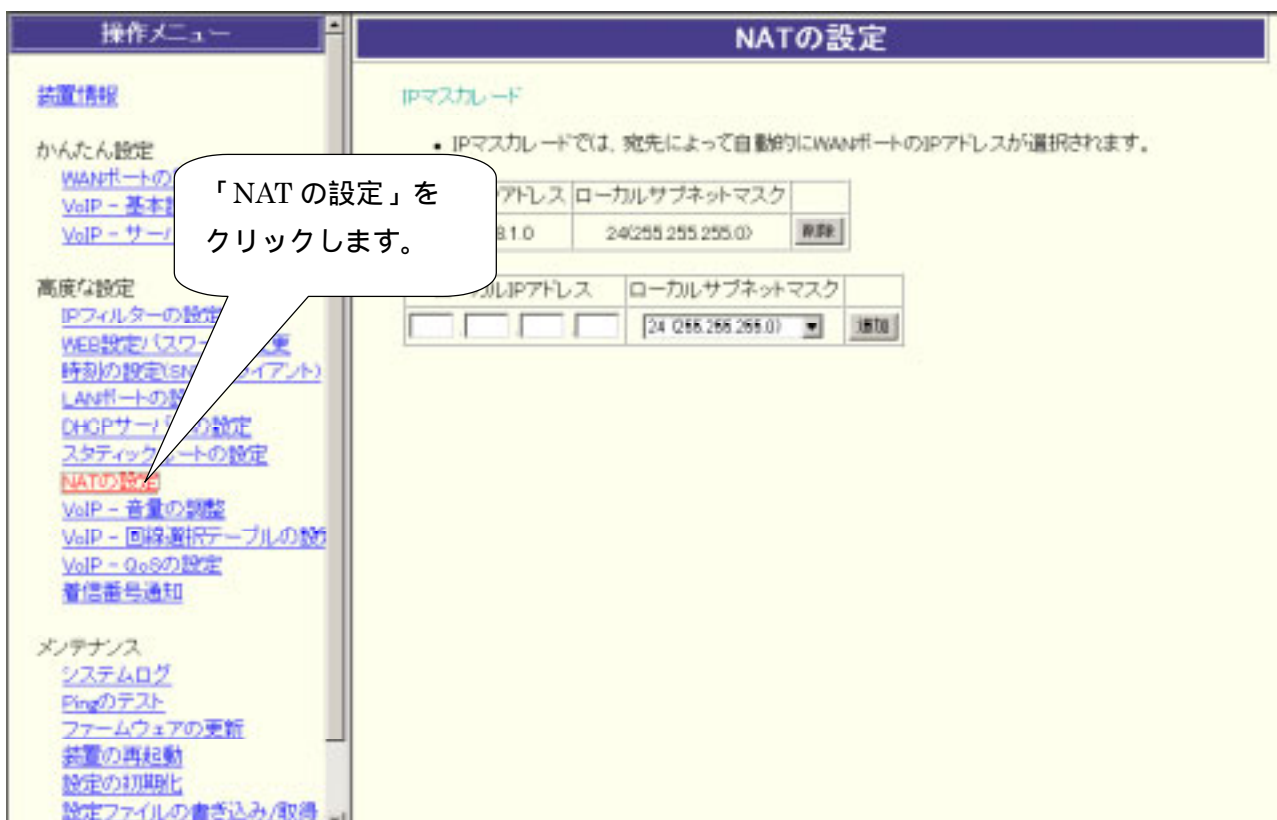 操作メニュー
装置情報
かんたん設定
WANポートの
VoIP - 基本
VoIP - サー
高度な設定
IPフィルターの設定
WEB設定パスワー 更
時刻の設定(SN ライアント)
LANポートの設
DHCPサー の設定
スタティック ートの設定
NATの設定
VoIP - 音量の調整
VoIP - 回線選択テーブルの設
VoIP - QoSの設定
着信番号通知
メンテナンス
システムログ
Pingのテスト
ファームウェアの更新
装置の再起動
設定の初期化
設定ファイルの書き込み/取得
「NAT の設定」を
クリックします。
NATの設定
IPマスカレード
• IPマスカレードでは、宛先によって自動的にWANポートのIPアドレスが選択されます。
アドレス ローカルサブネットマスク
8.1.0 24(255.255.255.0) 削除
カルIPアドレス ローカルサブネットマスク
. . . 24 (255.255.255.0) 追加